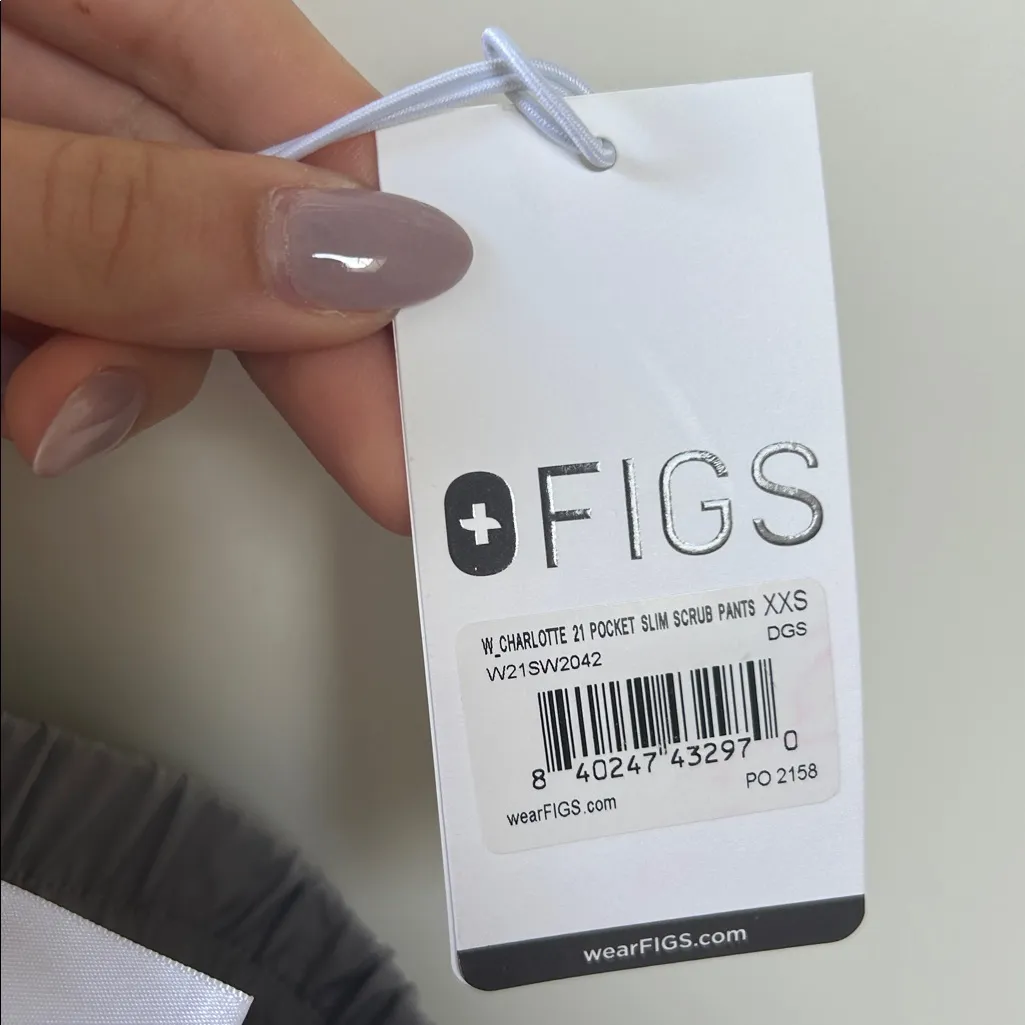 FIGS
W_CHARLOTTE 21 POCKET SLIM SCRUB PANTS XXS
W21SW2042 DGS
8 40247 43297 0
wearFIGS.com PO 2158
wearFIGS.com